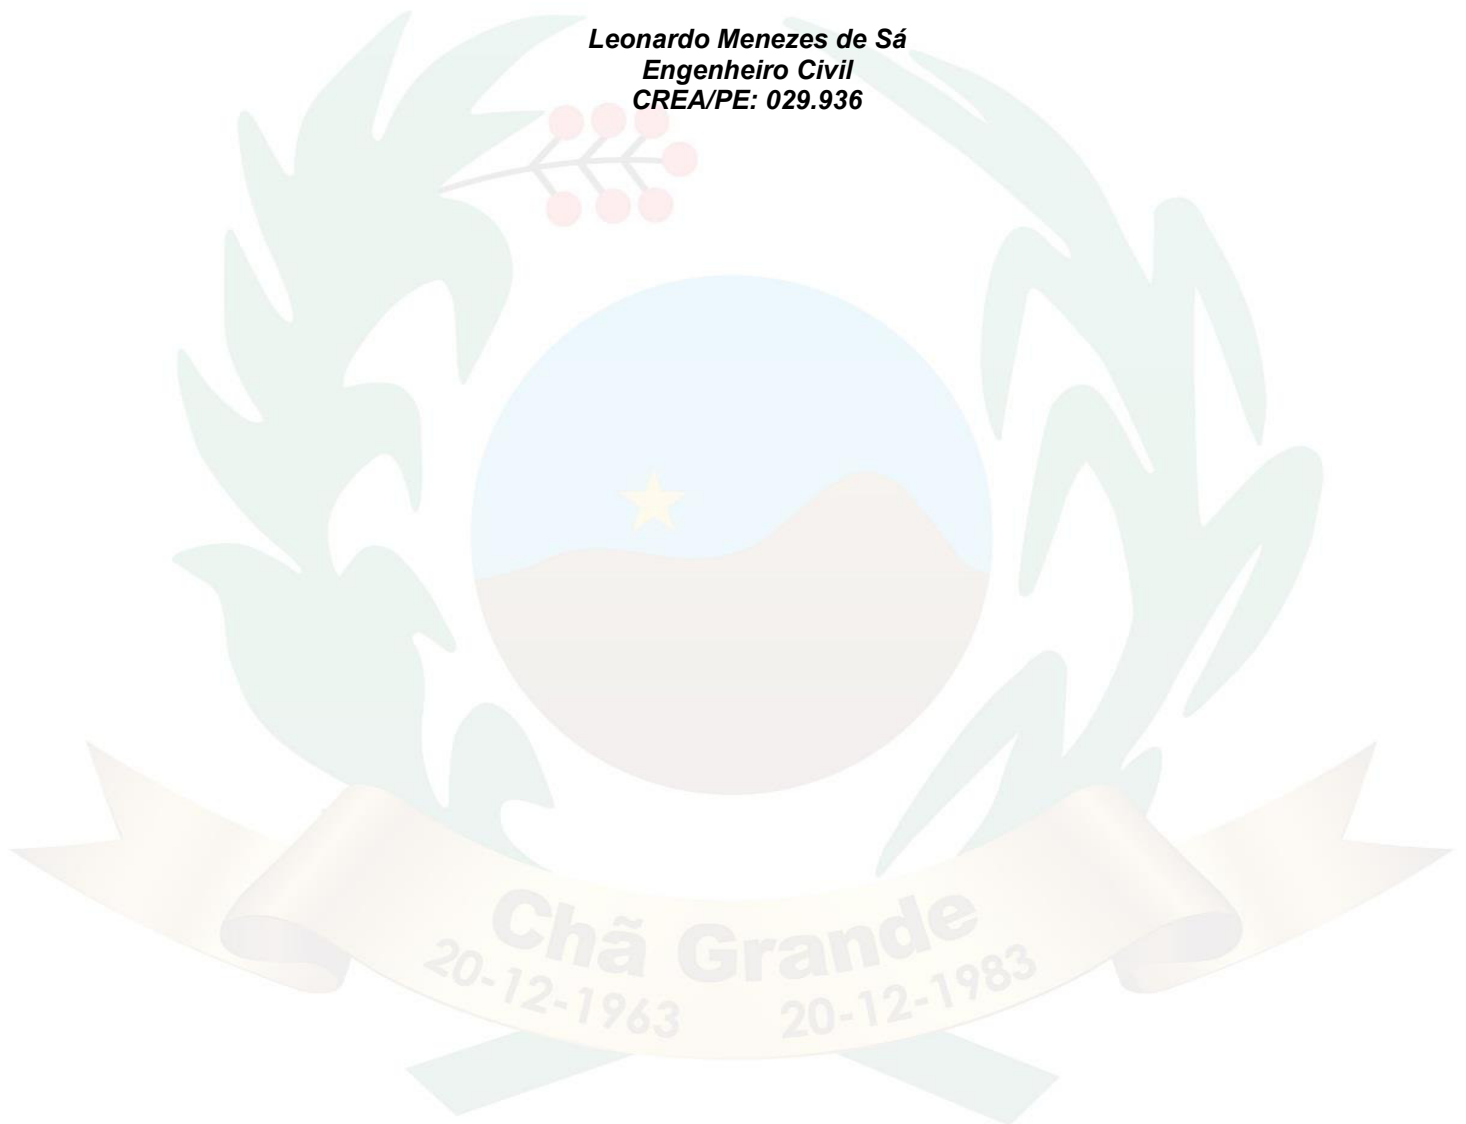 Leonardo Menezes de Sá
Engenheiro Civil
CREA/PE: 029.936
Chã Grande
20-12-1963 20-12-1983